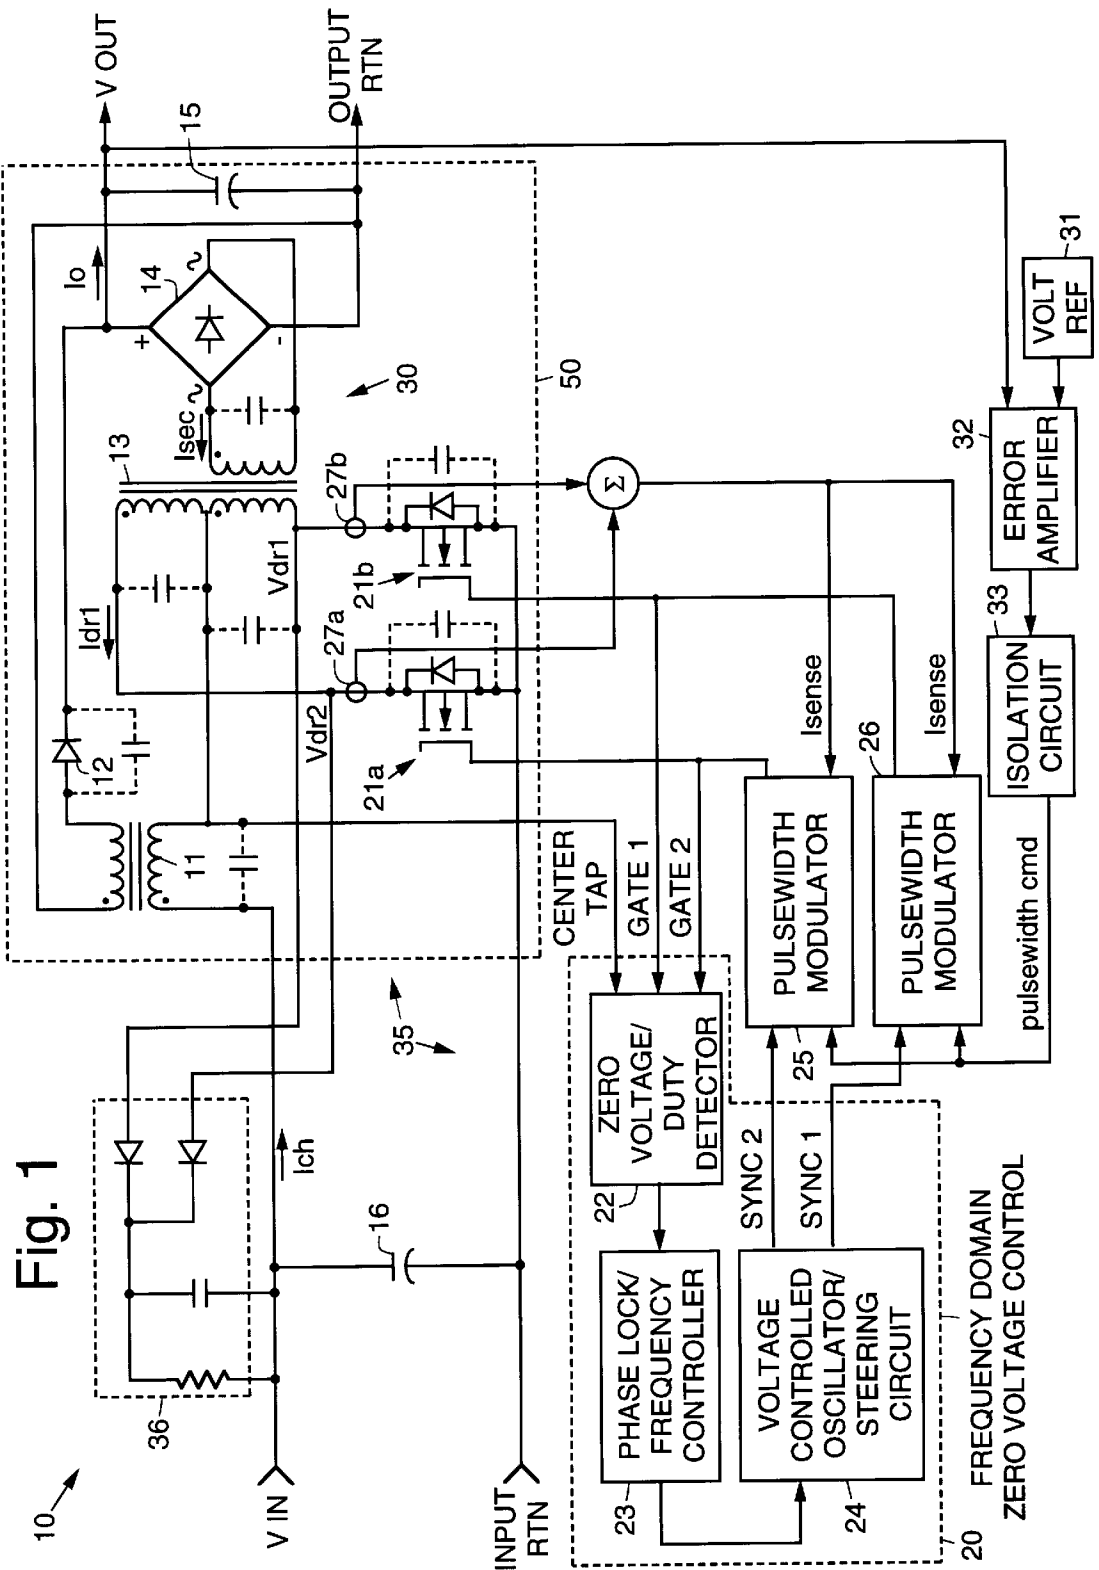 Fig. 1
10
36
V IN
INPUT
RTN
16
Ich
35
11
12
Idr1
13
Isec
Io
+
-
~
~
14
15
V OUT
OUTPUT
RTN
30
50
Vdr1
Vdr2
27a
27b
21a
21b
Σ
CENTER
TAP
GATE 1
GATE 2
Isense
Isense
ZERO
VOLTAGE/
DUTY
DETECTOR
22
PHASE LOCK/
FREQUENCY
CONTROLLER
23
VOLTAGE
CONTROLLED
OSCILLATOR/
STEERING
CIRCUIT
24
SYNC 2
SYNC 1
PULSEWIDTH
MODULATOR
25
PULSEWIDTH
MODULATOR
26
pulsewidth cmd
ISOLATION
CIRCUIT
33
ERROR
AMPLIFIER
32
VOLT
REF
31
FREQUENCY DOMAIN
ZERO VOLTAGE CONTROL
20